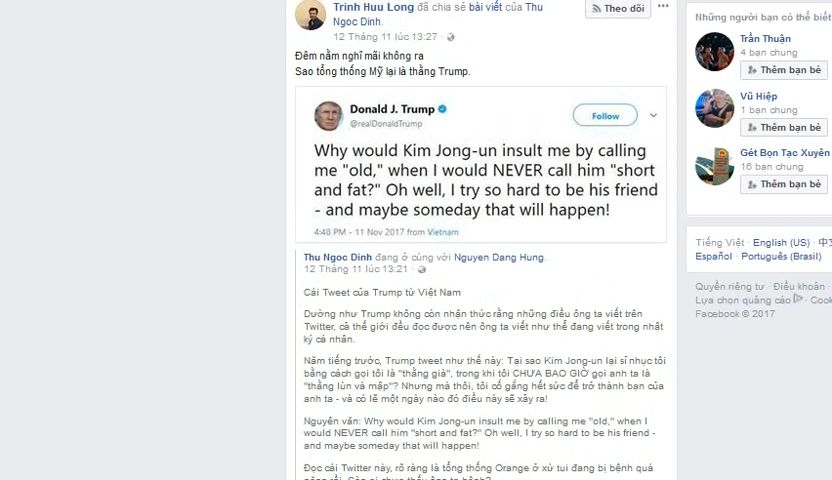 Trinh Huu Long đã chia sẻ bài viết của Thu
Ngoc Dinh.
12 Tháng 11 lúc 13:27 ·
Đêm nằm nghĩ mãi không ra
Sao tổng thống Mỹ lại là thằng Trump.
Donald J. Trump
@realDonaldTrump
Follow
Why would Kim Jong-un insult me by calling
me "old," when I would NEVER call him "short
and fat?" Oh well, I try so hard to be his friend
- and maybe someday that will happen!
4:48 PM - 11 Nov 2017 from Vietnam
Thu Ngoc Dinh đang ở cùng với Nguyen Dang Hung.
12 Tháng 11 lúc 13:21 ·
Cái Tweet của Trump từ Việt Nam
Dường như Trump không còn nhận thức rằng những điều ông ta viết trên
Twitter, cả thế giới đều đọc được nên ông ta viết như thể đang viết trong nhật
ký cá nhân.
Năm tiếng trước, Trump tweet như thế này: Tại sao Kim Jong-un lại sỉ nhục tôi
bằng cách gọi tôi là "thằng già", trong khi tôi CHƯA BAO GIỜ gọi anh ta là
"thằng lùn và mập"? Nhưng mà thôi, tôi cố gắng hết sức để trở thành bạn của
anh ta - và có lẽ một ngày nào đó điều này sẽ xảy ra!
Nguyên văn: Why would Kim Jong-un insult me by calling me "old," when I
would NEVER call him "short and fat?" Oh well, I try so hard to be his friend -
and maybe someday that will happen!
Đọc cái Twitter này, rõ ràng là tổng thống Orange ở xứ tui đang bị bệnh quá
Theo dõi
Những người bạn có thể biết
Trần Thuận
4 bạn chung
Thêm bạn bè
Vũ Hiệp
1 bạn chung
Thêm bạn bè
Gét Bọn Tạc Xuyên
16 bạn chung
Thêm bạn bè
Tiếng Việt · English (US) · 中文
Español · Português (Brasil)
Quyền riêng tư · Điều khoản ·
Lựa chọn quảng cáo · Cook
Facebook © 2017